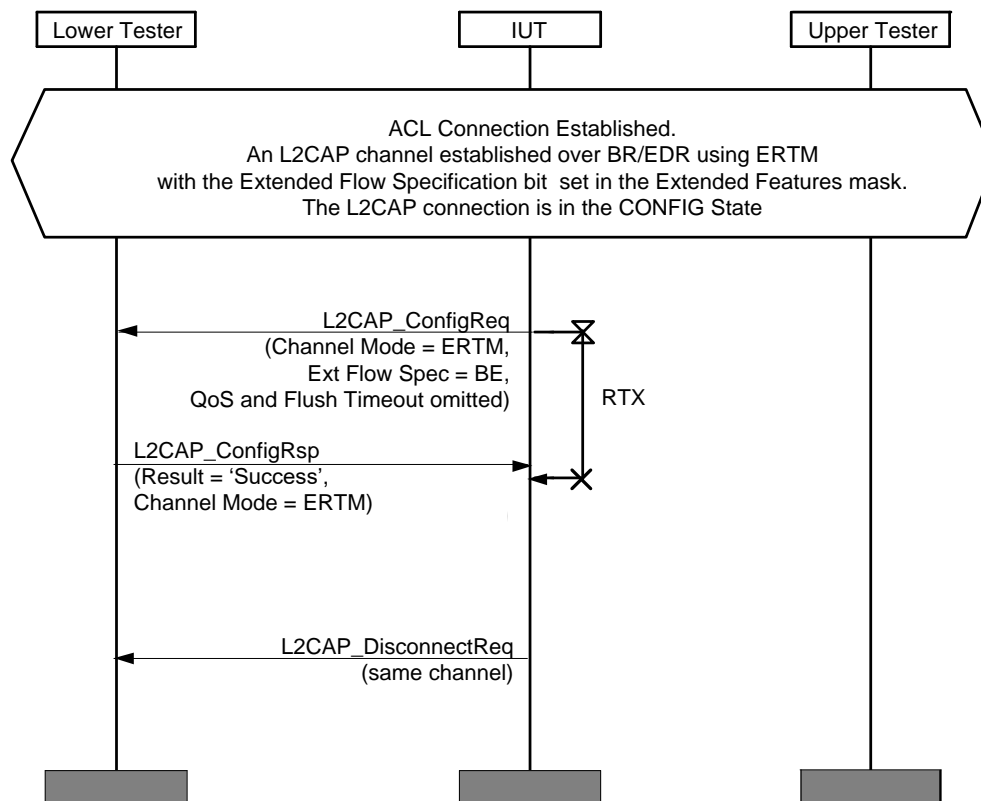 Lower Tester
IUT
Upper Tester
ACL Connection Established.
An L2CAP channel established over BR/EDR using ERTM
with the Extended Flow Specification bit set in the Extended Features mask.
The L2CAP connection is in the CONFIG State
L2CAP_ConfigReq
(Channel Mode = ERTM,
Ext Flow Spec = BE,
QoS and Flush Timeout omitted)
RTX
L2CAP_ConfigRsp
(Result = ‘Success’,
Channel Mode = ERTM)
L2CAP_DisconnectReq
(same channel)